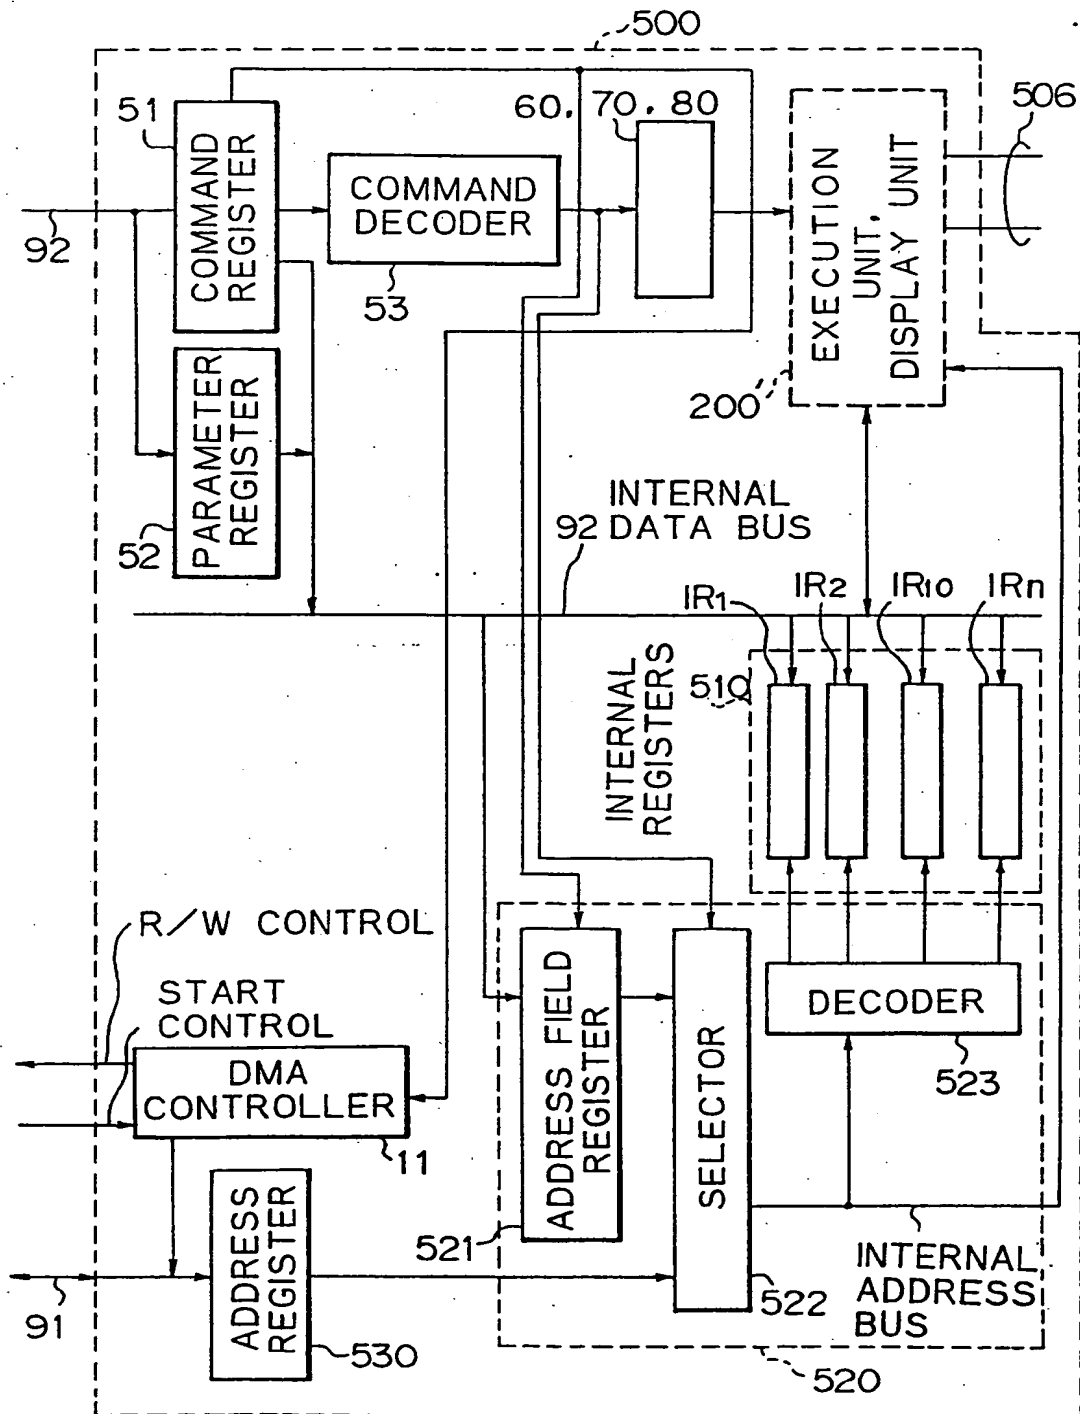 500
51
COMMAND
REGISTER
92
COMMAND
DECODER
53
60, 70, 80
EXECUTION
UNIT,
DISPLAY UNIT
506
200'
PARAMETER
REGISTER
52
INTERNAL
92 DATA BUS
IR1
IR2
IR10
IRn
INTERNAL
REGISTERS
510
R/W CONTROL
START
CONTROL
DMA
CONTROLLER
11
ADDRESS FIELD
REGISTER
521
SELECTOR
522
DECODER
523
INTERNAL
ADDRESS
BUS
91
ADDRESS
REGISTER
530
520